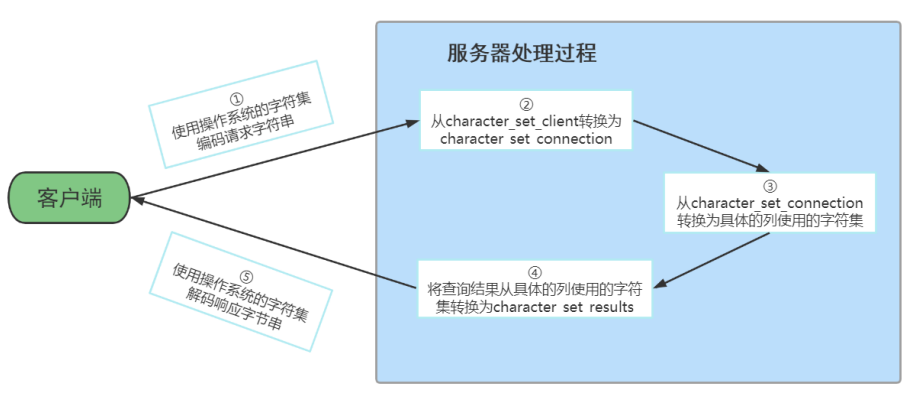 服务器处理过程
①
使用操作系统的字符集
编码请求字符串
②
从character_set_client转换为
character_set_connection
客户端
③
从character_set_connection
转换为具体的列使用的字符集
④
将查询结果从具体的列使用的字符
集转换为character_set_results
⑤
使用操作系统的字符集
解码响应字节串